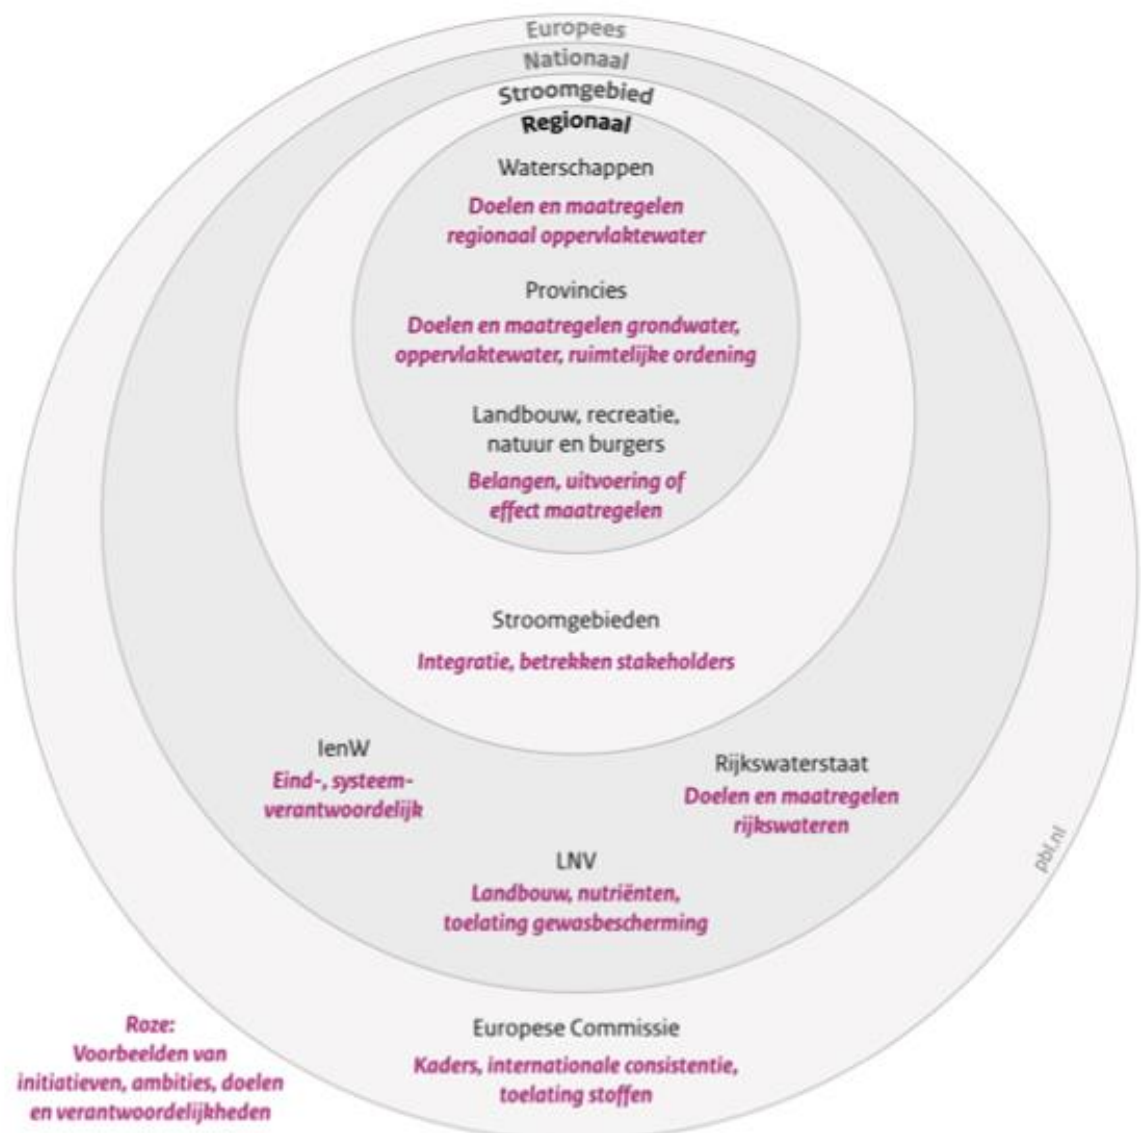 Europees
Nationaal
Stroomgebied
Regionaal
Waterschappen
Doelen en maatregelen
regionaal oppervlaktewater
Provincies
Doelen en maatregelen grondwater,
oppervlaktewater, ruimtelijke ordening
Landbouw, recreatie,
natuur en burgers
Belangen, uitvoering of
effect maatregelen
Stroomgebieden
Integratie, betrekken stakeholders
IenW
Eind-, systeem-
verantwoordelijk
Rijkswaterstaat
Doelen en maatregelen
rijkswateren
LNV
Landbouw, nutriënten,
toelating gewasbescherming
pbl.nl
Europese Commissie
Kaders, internationale consistentie,
toelating stoffen
Roze:
Voorbeelden van
initiatieven, ambities, doelen
en verantwoordelijkheden